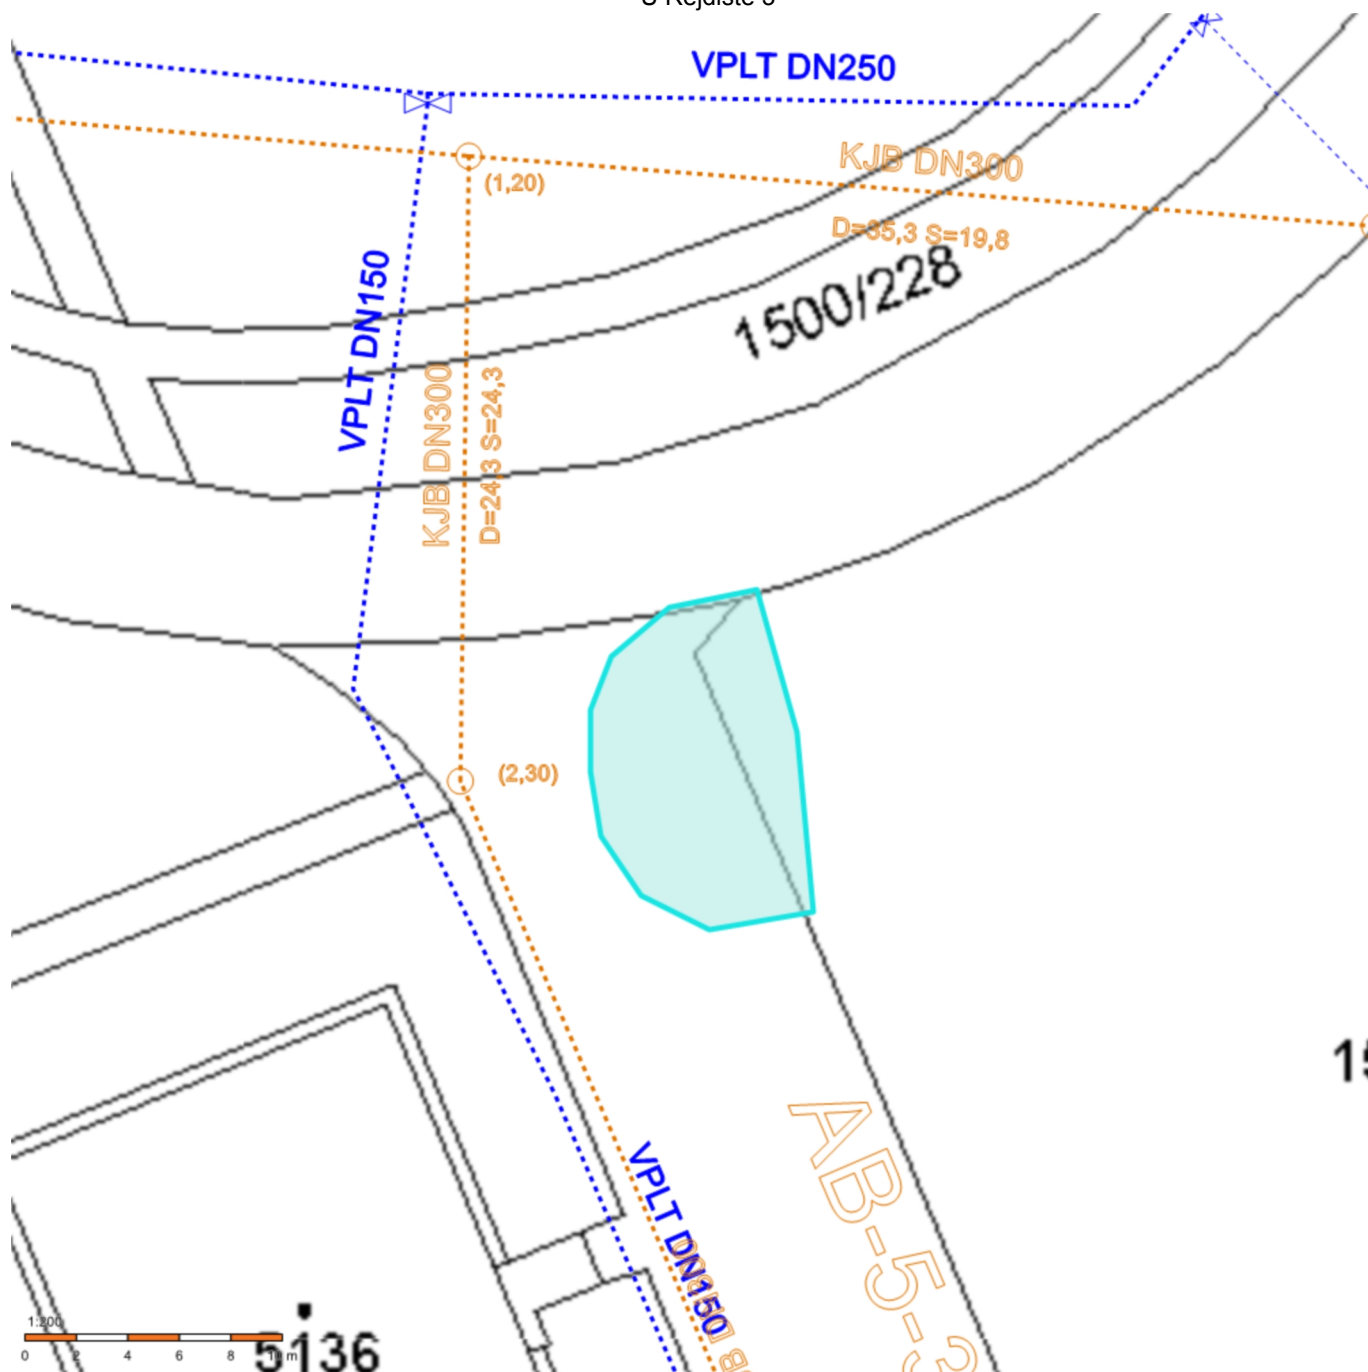 VPLT DN250
KJB DN300
(1,20)
D=35,3 S=19,8
1500/228
VPLT DN150
KJB DN300
D=24,3 S=24,3
(2,30)
AB-5-3
VPLT DN150
1:200
0 2 4 6 8 10 m
5136